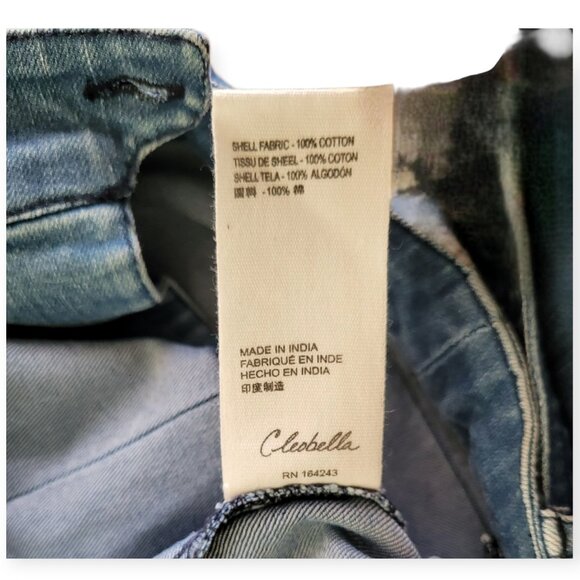 SHELL FABRIC - 100% COTTON
TISSU DE SHEEL - 100% COTON
SHELL TELA - 100% ALGODÓN
面料 -100% 棉
MADE IN INDIA
FABRIQUÉ EN INDE
HECHO EN INDIA
印度制造
Cleobella
RN 164243